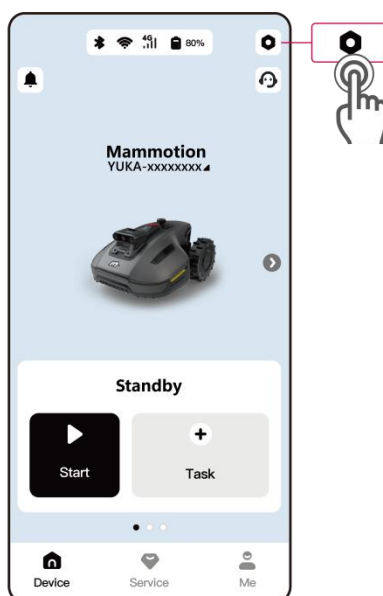 4G 80%
Mammotion
YUKA-xxxxxxxx
Standby
Start Task
Device Service Me